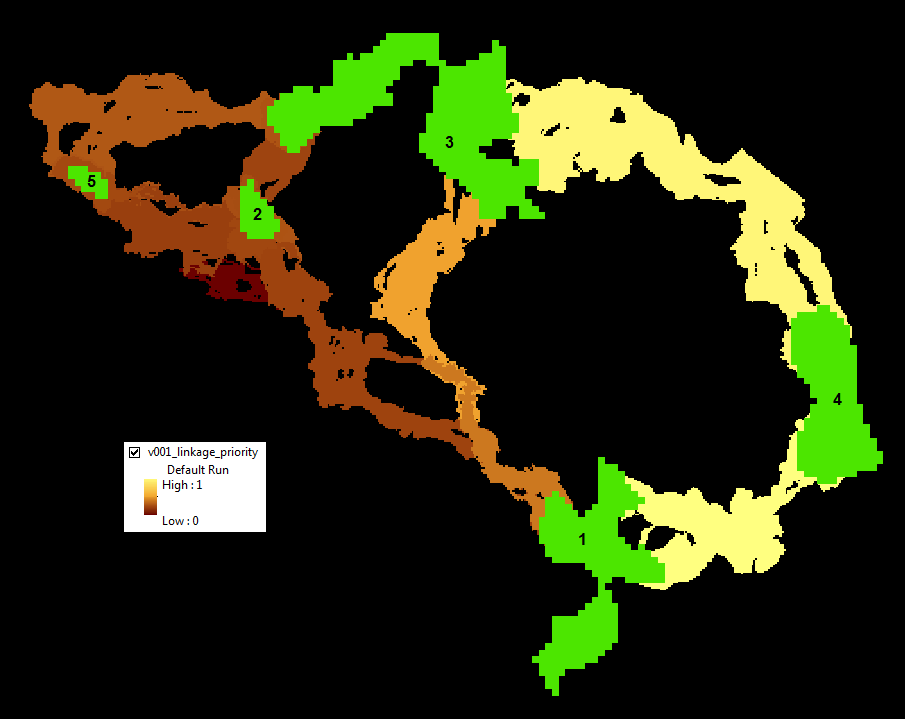 3
5
2
4
v001_linkage_priority
Default Run
High : 1
Low : 0
1